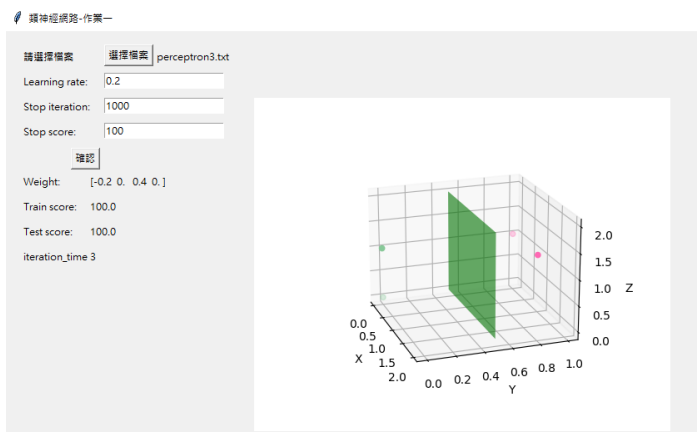 類神經網路-作業一
請選擇檔案 選擇檔案 perceptron3.txt
Learning rate: 0.2
Stop iteration: 1000
Stop score: 100
確認
Weight: [-0.2 0. 0.4 0. ]
Train score: 100.0
Test score: 100.0
iteration_time 3
2.0
1.5
1.0
0.5
0.0
Z
0.0
0.5
1.0
1.5
2.0
X
0.0 0.2 0.4 0.6 0.8 1.0
Y